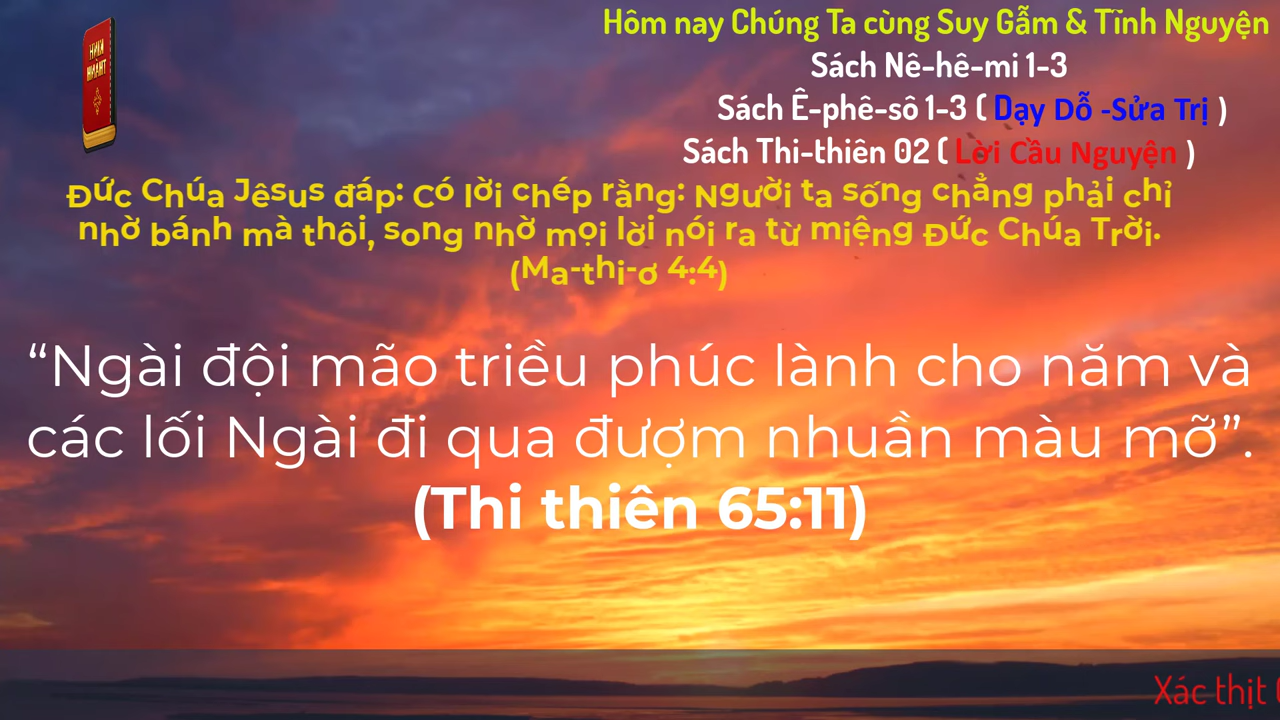 KINH
THÁNH
Hôm nay Chúng Ta cùng Suy Gẫm & Tĩnh Nguyện
Sách Nê-hê-mi 1-3
Sách Ê-phê-sô 1-3 ( Dạy Dỗ -Sửa Trị )
Sách Thi-thiên 02 ( Lời Cầu Nguyện )
Đức Chúa Jêsus đáp: Có lời chép rằng: Người ta sống chẳng phải chỉ
nhờ bánh mà thôi, song nhờ mọi lời nói ra từ miệng Đức Chúa Trời.
(Ma-thi-ơ 4:4)
“Ngài đội mão triều phúc lành cho năm và
các lối Ngài đi qua đượm nhuần màu mỡ”.
(Thi thiên 65:11)
Xác thịt